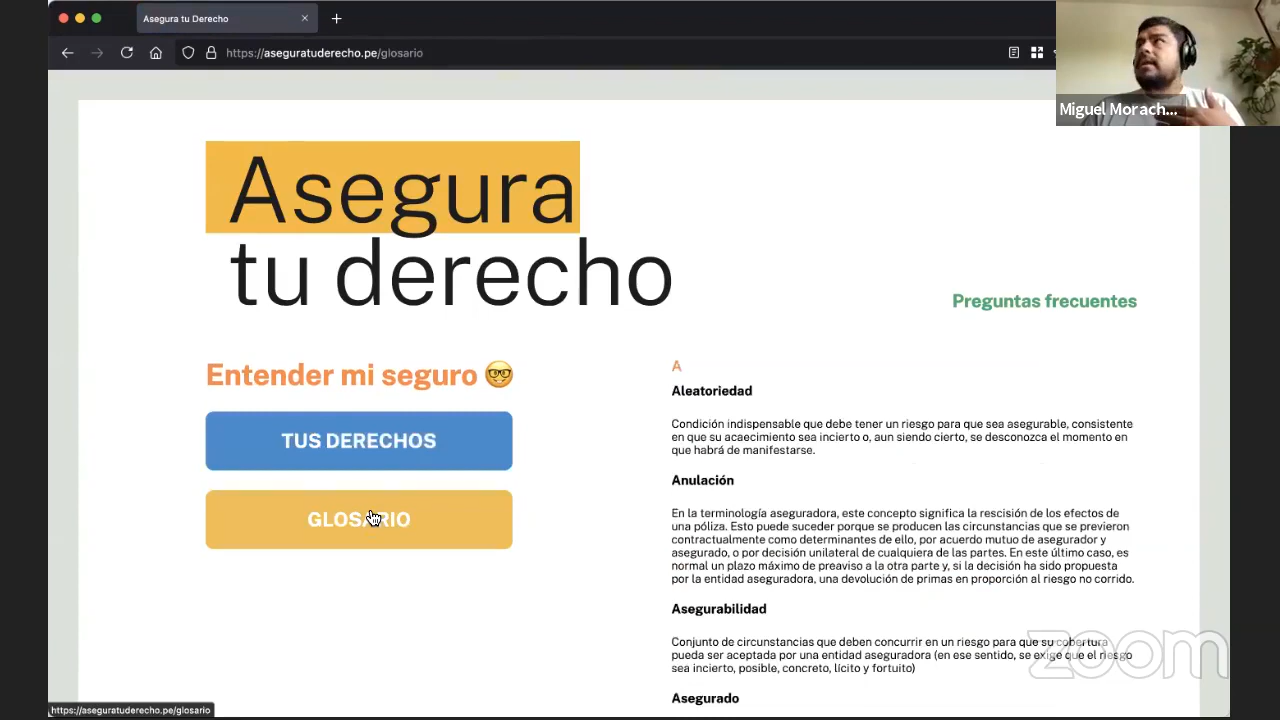 Asegura tu Derecho
https://aseguratuderecho.pe/glosario
Miguel Morach...
Asegura
tu derecho
Preguntas frecuentes
Entender mi seguro 🤓
TUS DERECHOS
GLOSARIO
A
Aleatoriedad
Condición indispensable que debe tener un riesgo para que sea asegurable, consistente
en que su acaecimiento sea incierto o, aun siendo cierto, se desconozca el momento en
que habrá de manifestarse.
Anulación
En la terminología aseguradora, este concepto significa la rescisión de los efectos de
una póliza. Esto puede suceder porque se producen las circunstancias que se previeron
contractualmente como determinantes de ello, por acuerdo mutuo de asegurador y
asegurado, o por decisión unilateral de cualquiera de las partes. En este último caso, es
normal un plazo máximo de preaviso a la otra parte y, si la decisión ha sido propuesta
por la entidad aseguradora, una devolución de primas en proporción al riesgo no corrido.
Asegurabilidad
Conjunto de circunstancias que deben concurrir en un riesgo para que su cobertura
pueda ser aceptada por una entidad aseguradora (en ese sentido, se exige que el riesgo
sea incierto, posible, concreto, lícito y fortuito)
Asegurado
zoom
https://aseguratuderecho.pe/glosario